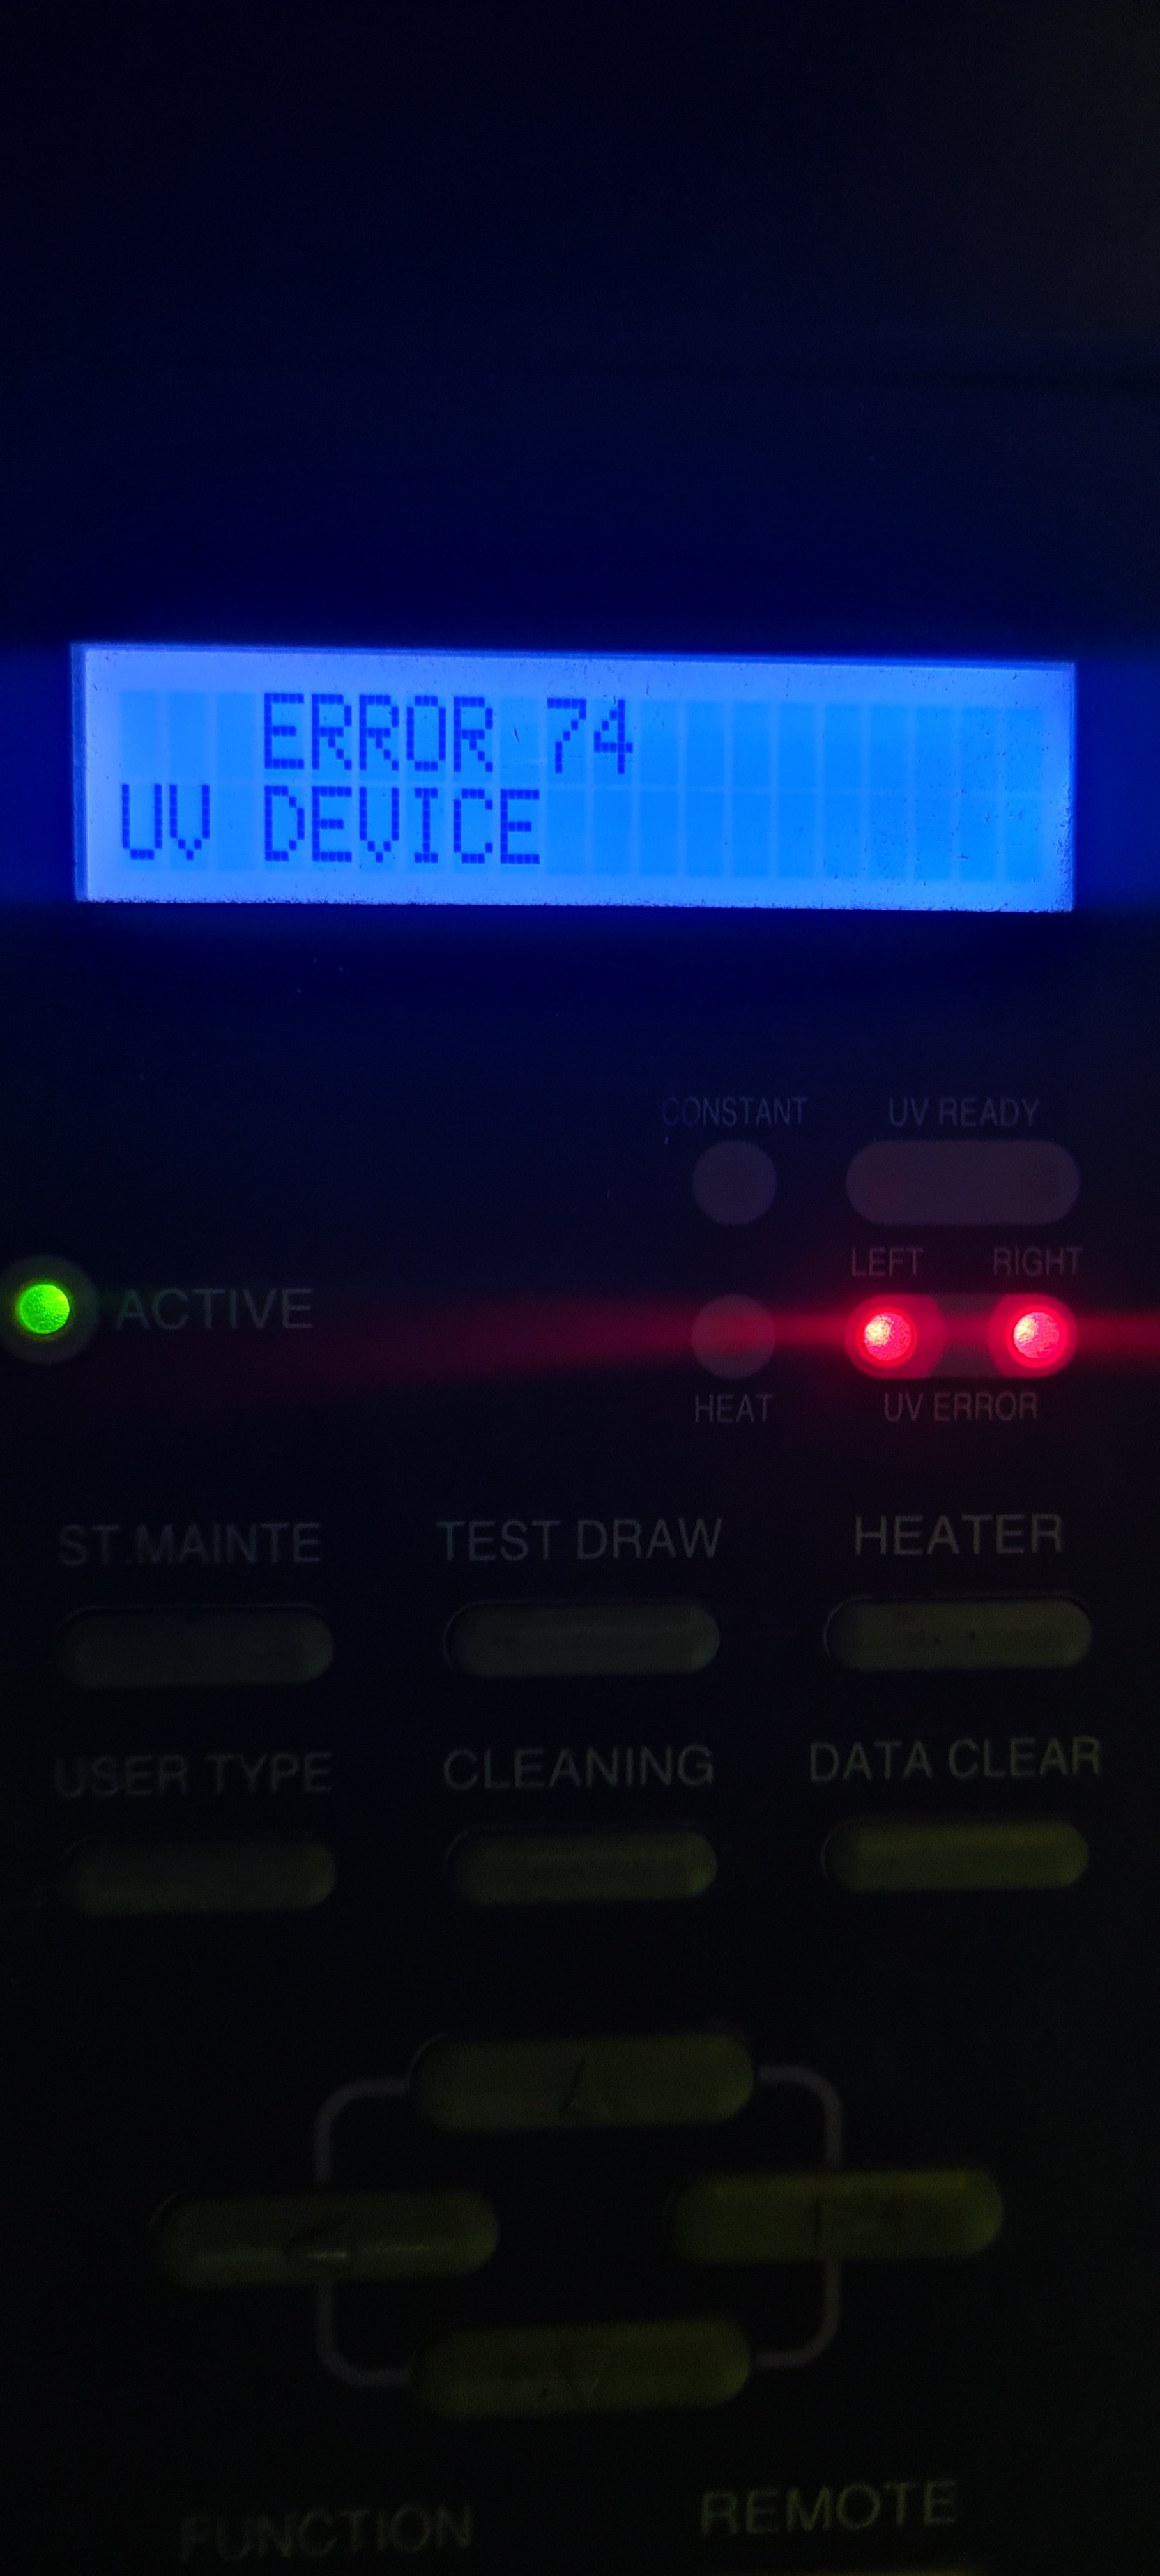 ERROR 74
UV DEVICE
CONSTANT
UV READY
LEFT
RIGHT
ACTIVE
HEAT
UV ERROR
ST.MAINTE
TEST DRAW
HEATER
USER TYPE
CLEANING
DATA CLEAR
FUNCTION
REMOTE